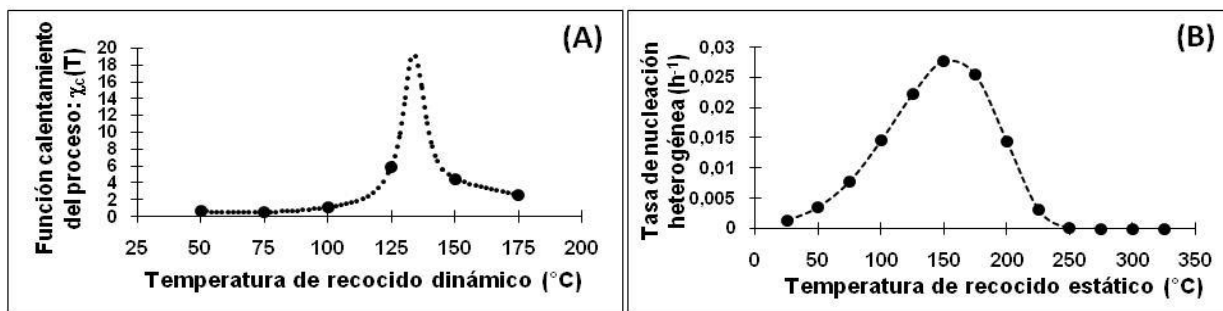 (A)
Función calentamiento
del proceso: χc(T)
20
18
16
14
12
10
8
6
4
2
0
25 50 75 100 125 150 175 200
Temperatura de recocido dinámico (°C)
(B)
Tasa de nucleación
heterogénea (h-1)
0,03
0,025
0,02
0,015
0,01
0,005
0
0 50 100 150 200 250 300 350
Temperatura de recocido estático (°C)